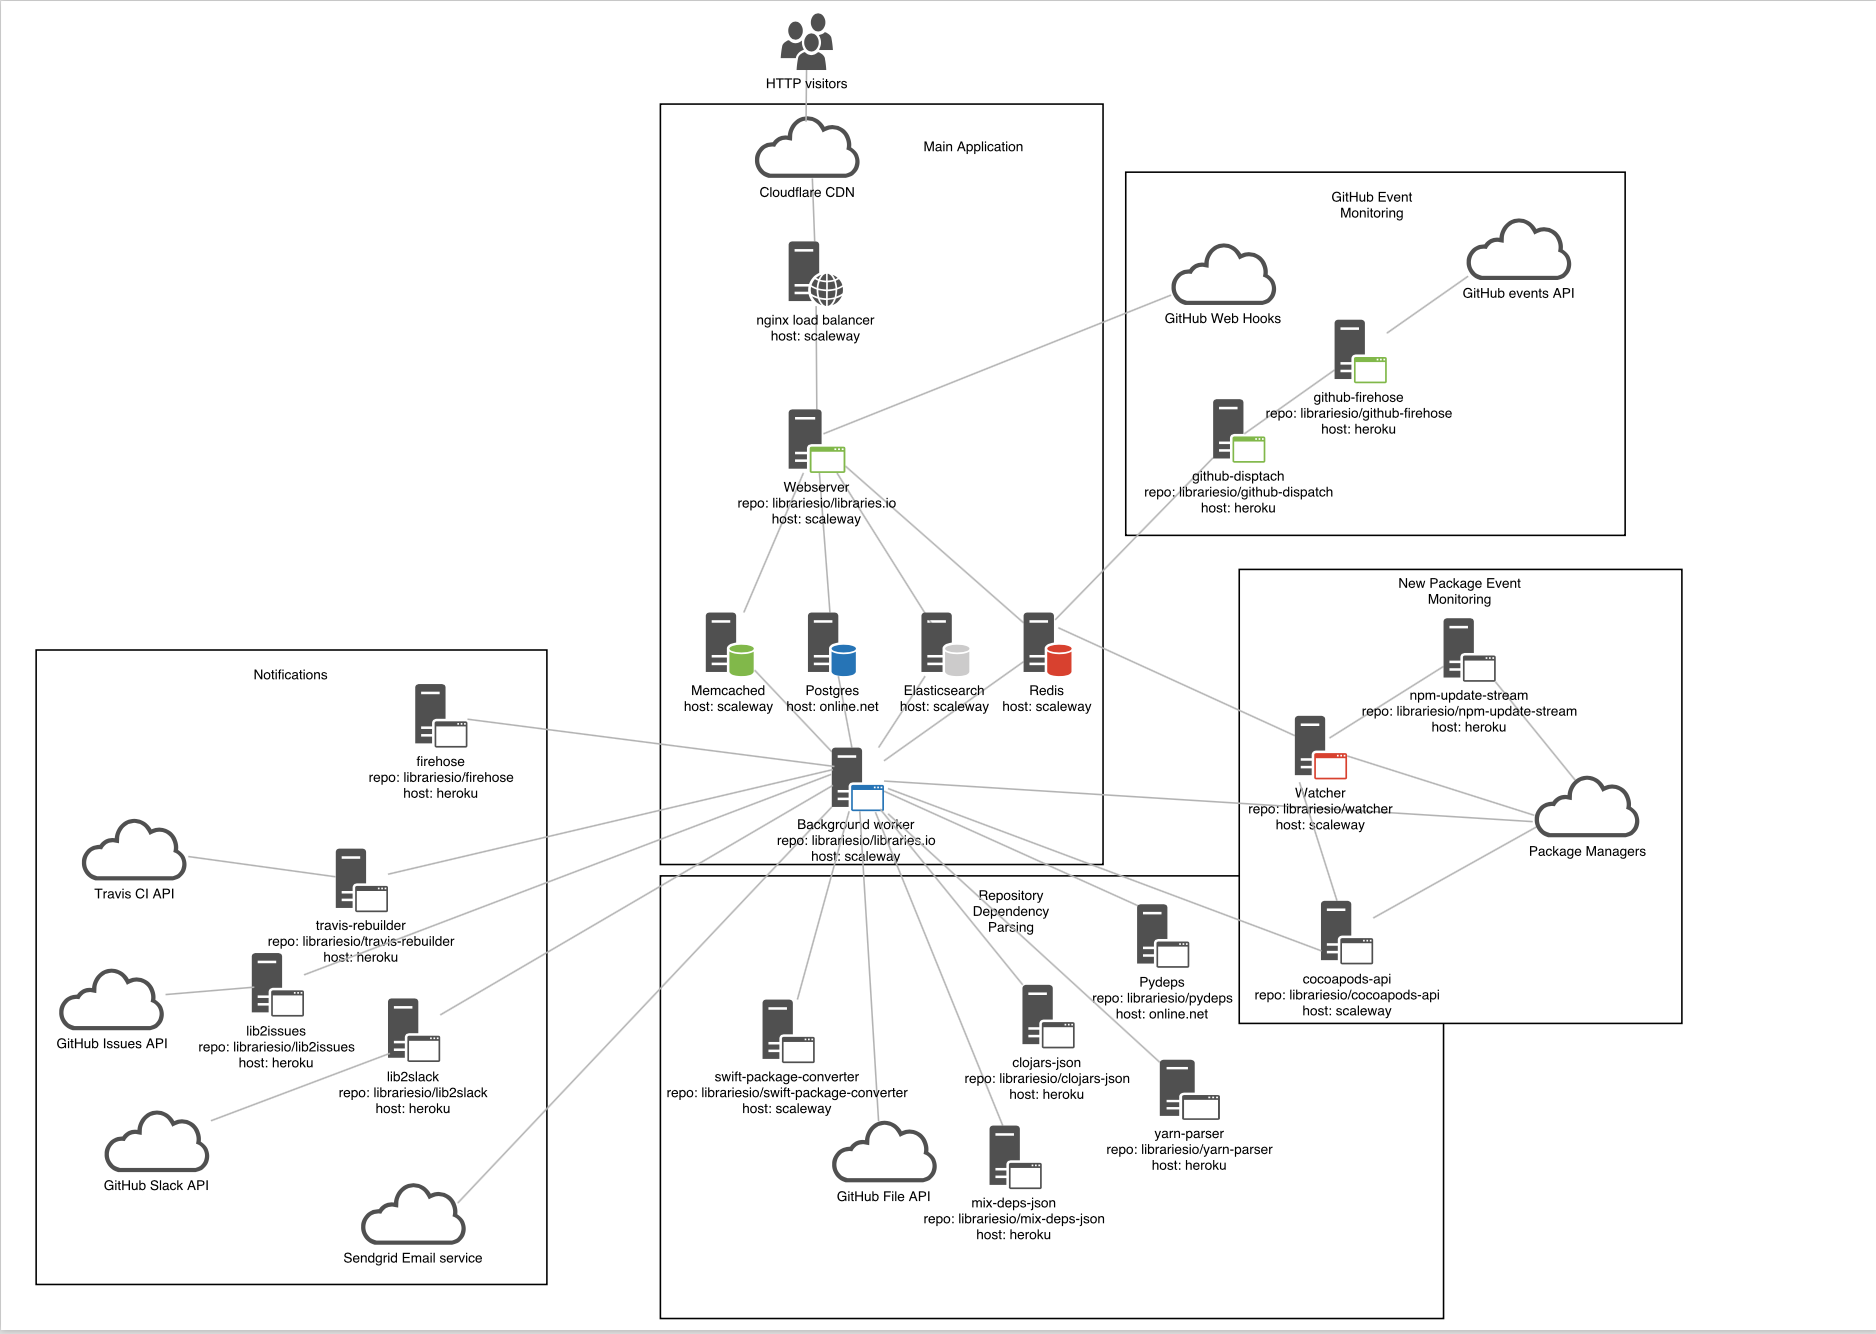 HTTP visitors
Main Application
Cloudflare CDN
nginx load balancer
host: scaleway
Webserver
repo: librariesio/libraries.io
host: scaleway
Memcached
host: scaleway
Postgres
host: online.net
Elasticsearch
host: scaleway
Redis
host: scaleway
Background worker
repo: librariesio/libraries.io
host: scaleway
GitHub Event
Monitoring
GitHub Web Hooks
GitHub events API
github-firehose
repo: librariesio/github-firehose
host: heroku
github-disptach
repo: librariesio/github-dispatch
host: heroku
New Package Event
Monitoring
npm-update-stream
repo: librariesio/npm-update-stream
host: heroku
Watcher
repo: librariesio/watcher
host: scaleway
Package Managers
cocoapods-api
repo: librariesio/cocoapods-api
host: scaleway
Notifications
firehose
repo: librariesio/firehose
host: heroku
Travis CI API
travis-rebuilder
repo: librariesio/travis-rebuilder
host: heroku
GitHub Issues API
lib2issues
repo: librariesio/lib2issues
host: heroku
lib2slack
repo: librariesio/lib2slack
host: heroku
GitHub Slack API
Sendgrid Email service
Repository
Dependency
Parsing
Pydeps
repo: librariesio/pydeps
host: online.net
swift-package-converter
repo: librariesio/swift-package-converter
host: scaleway
clojars-json
repo: librariesio/clojars-json
host: heroku
yarn-parser
repo: librariesio/yarn-parser
host: heroku
GitHub File API
mix-deps-json
repo: librariesio/mix-deps-json
host: heroku